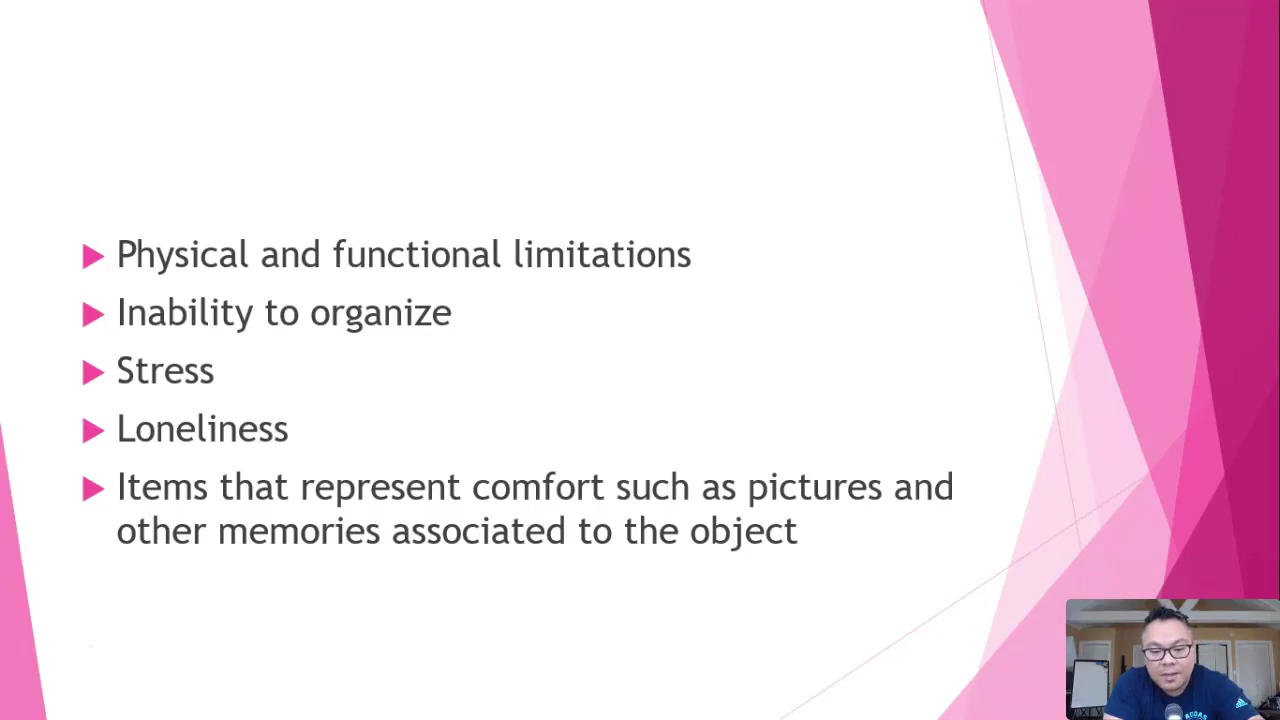 Physical and functional limitations
Inability to organize
Stress
Loneliness
Items that represent comfort such as pictures and
other memories associated to the object